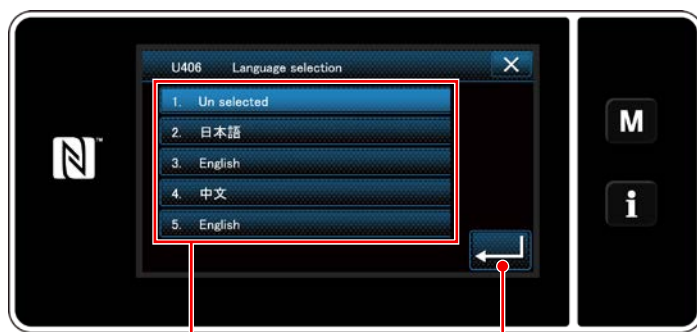 U406 Language selection
1. Un selected
2. 日本語
3. English
4. 中文
5. English
M
i